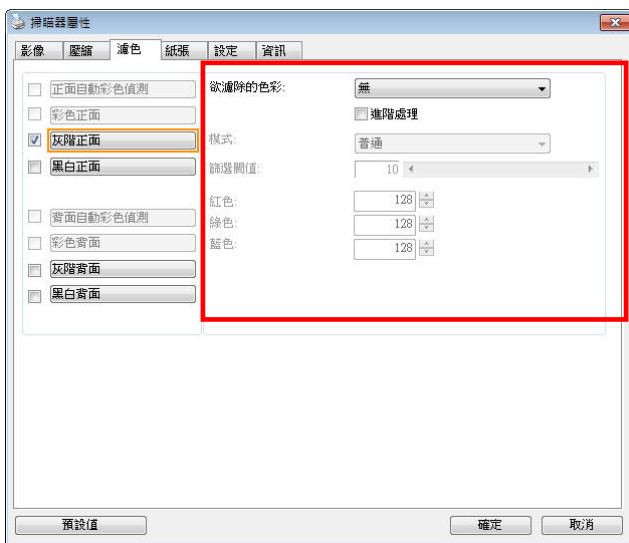 掃瞄器屬性
影像 壓縮 濾色 紙張 設定 資訊
正面自動彩色偵測
彩色正面
灰階正面
黑白正面
背面自動彩色偵測
彩色背面
灰階背面
黑白背面
欲濾除的色彩: 無
進階處理
模式: 普通
篩選閥值: 10
紅色: 128
綠色: 128
藍色: 128
預設值 確定 取消